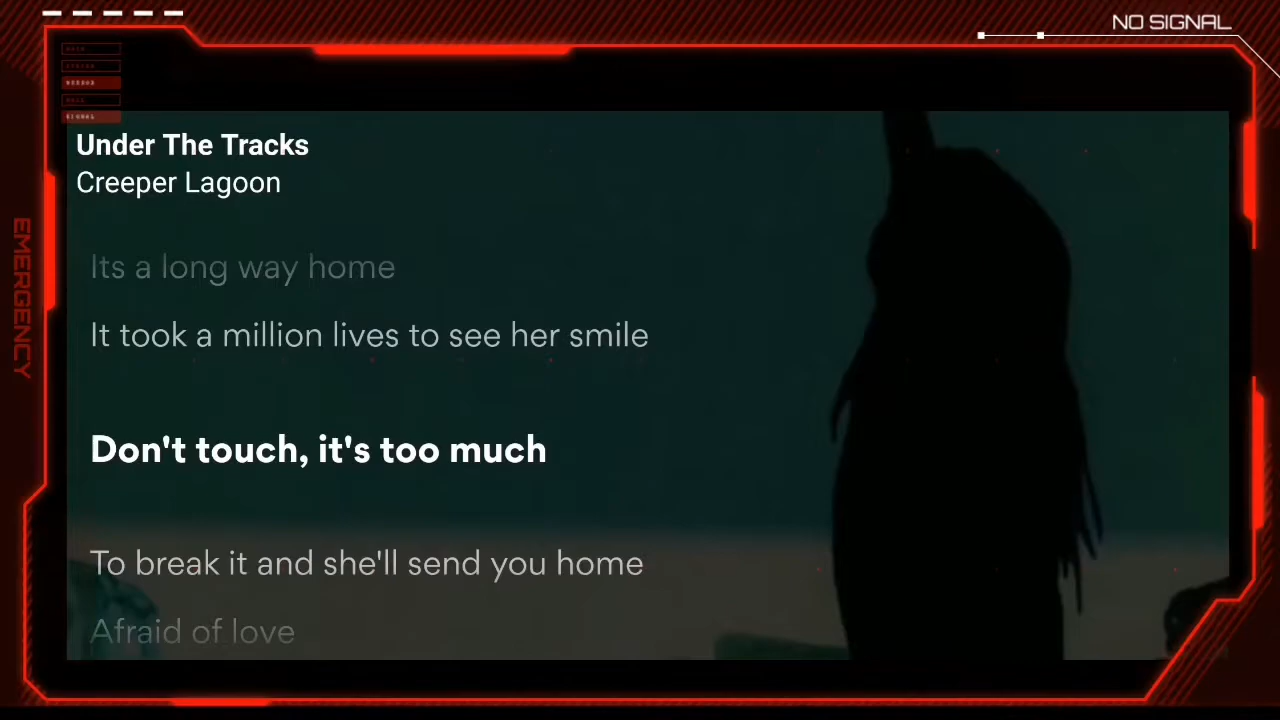 NO SIGNAL
SIGNAL
Under The Tracks
Creeper Lagoon
EMERGENCY
Its a long way home
It took a million lives to see her smile
Don't touch, it's too much
To break it and she'll send you home
Afraid of love